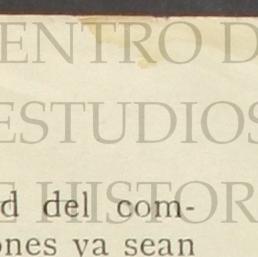 ENTRO D
ESTUDIOS
E HISTOR
d del com-
ones ya sean